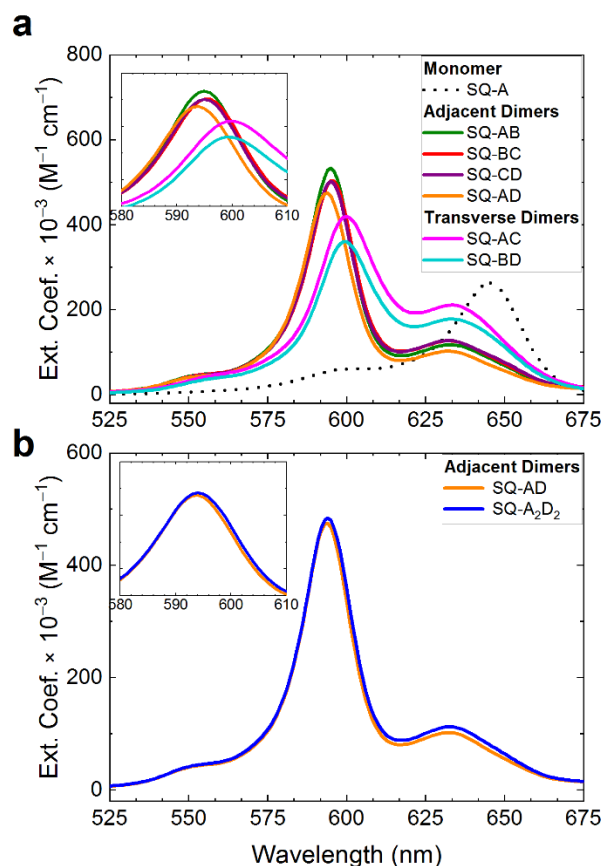 a
Ext. Coef. × 10⁻³ (M⁻¹ cm⁻¹)
800
600
400
200
0
580 590 600 610
Monomer
SQ-A
Adjacent Dimers
SQ-AB
SQ-BC
SQ-CD
SQ-AD
Transverse Dimers
SQ-AC
SQ-BD
525 550 575 600 625 650 675
b
Ext. Coef. × 10⁻³ (M⁻¹ cm⁻¹)
600
400
200
0
580 590 600 610
Adjacent Dimers
SQ-AD
SQ-A₂D₂
525 550 575 600 625 650 675
Wavelength (nm)